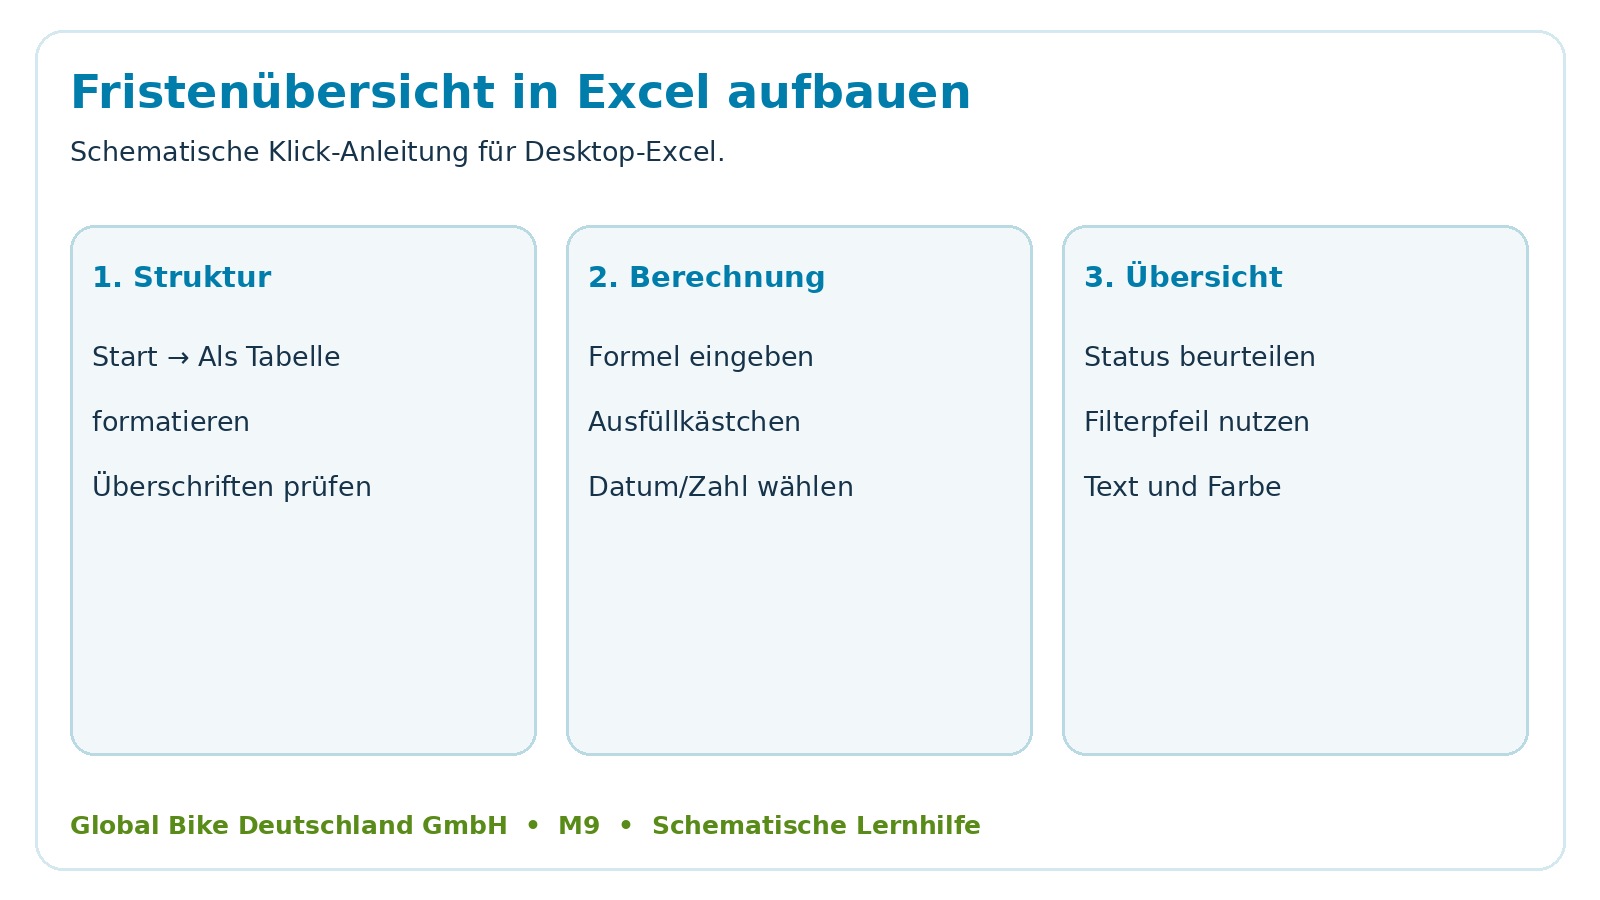 Fristenübersicht in Excel aufbauen
Schematische Klick-Anleitung für Desktop-Excel.
1. Struktur
Start → Als Tabelle
formatieren
Überschriften prüfen
2. Berechnung
Formel eingeben
Ausfüllkästchen
Datum/Zahl wählen
3. Übersicht
Status beurteilen
Filterpfeil nutzen
Text und Farbe
Global Bike Deutschland GmbH • M9 • Schematische Lernhilfe